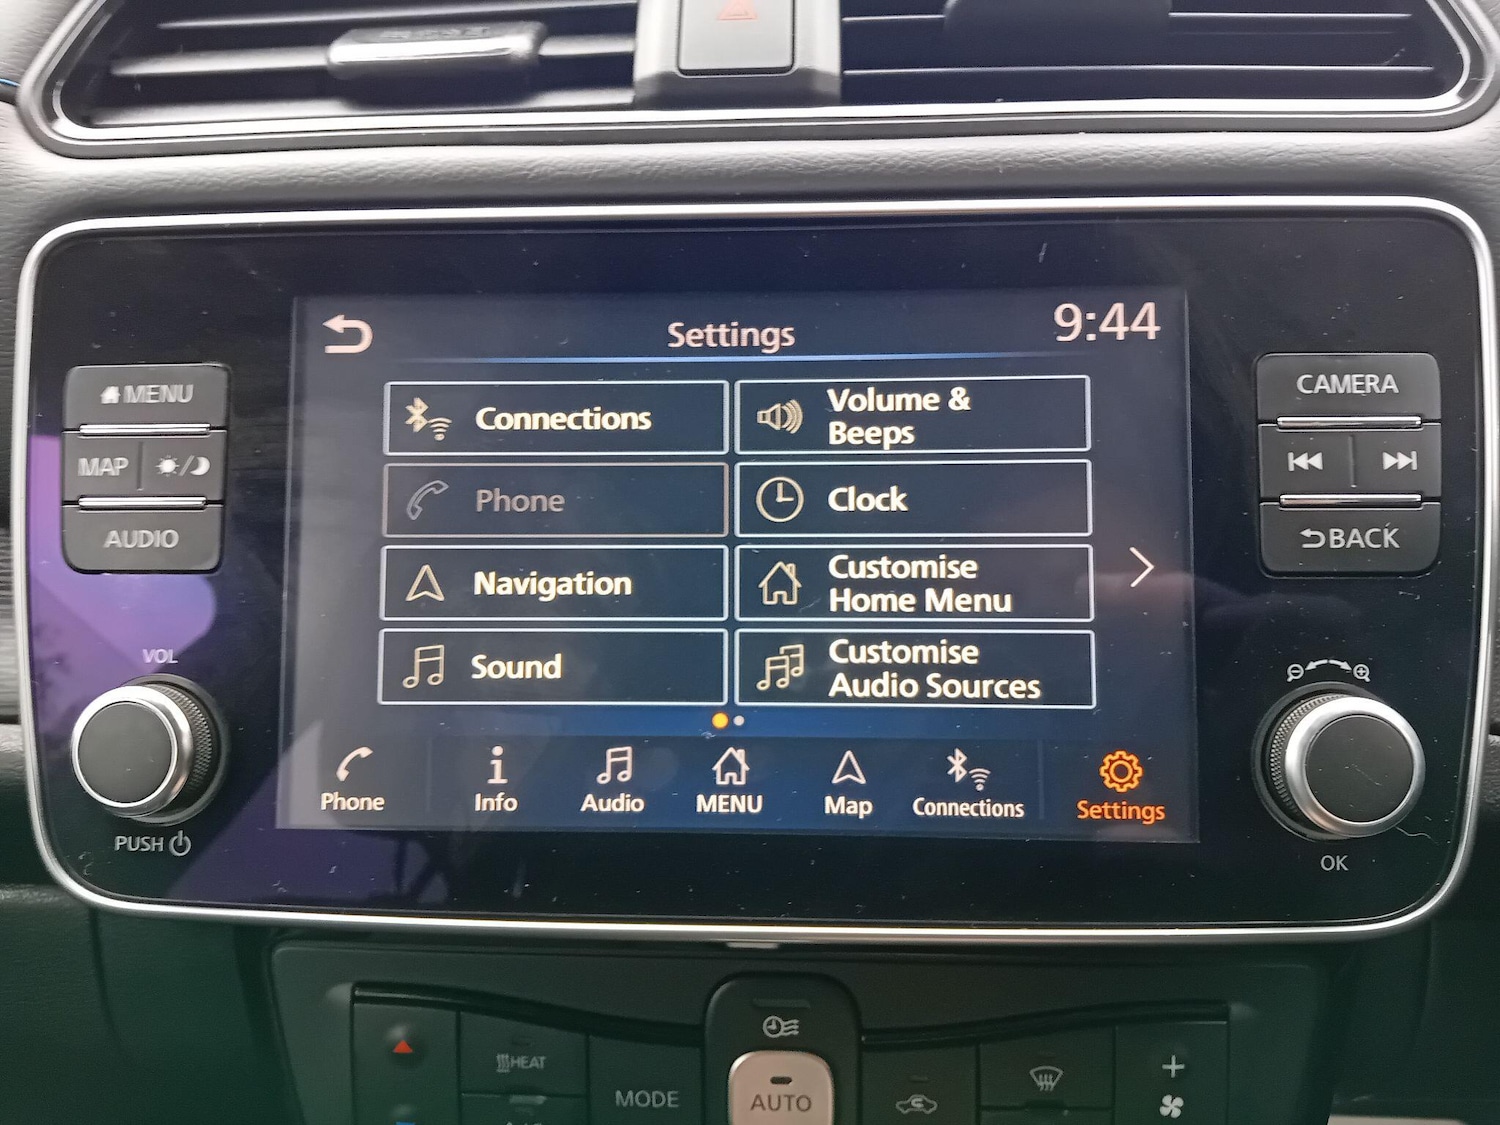 Settings
9:44
MENU
MAP
AUDIO
VOL
PUSH
Connections
Volume &
Beeps
Phone
Clock
Navigation
Customise
Home Menu
Sound
Customise
Audio Sources
Phone
Info
Audio
MENU
Map
Connections
Settings
CAMERA
BACK
OK
HEAT
MODE
AUTO